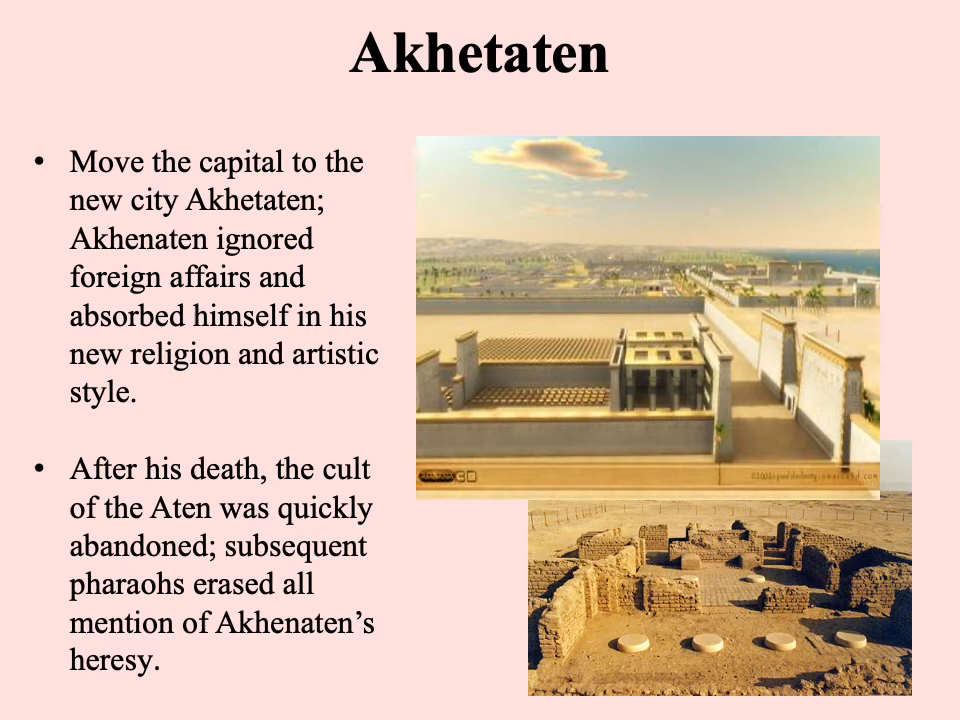 Akhetaten
• Move the capital to the
new city Akhetaten;
Akhenaten ignored
foreign affairs and
absorbed himself in his
new religion and artistic
style.
• After his death, the cult
of the Aten was quickly
abandoned; subsequent
pharaohs erased all
mention of Akhenaten’s
heresy.
3D